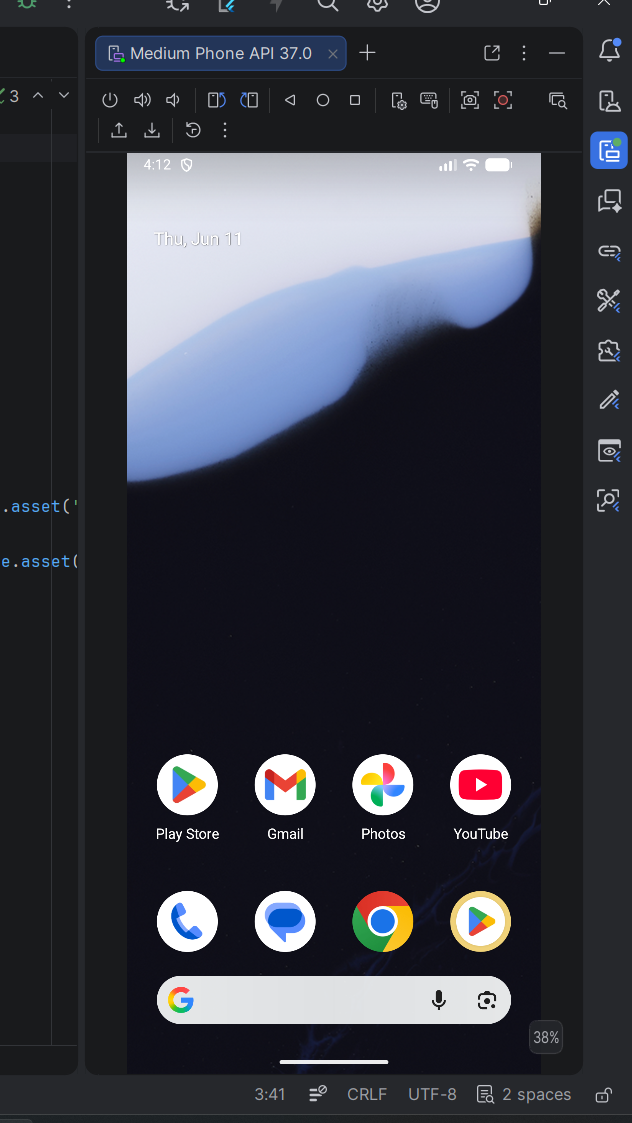 Medium Phone API 37.0
3
4:12
Thu, Jun 11
.asset('
e.asset(
Play Store
Gmail
Photos
YouTube
38%
3:41
CRLF
UTF-8
2 spaces